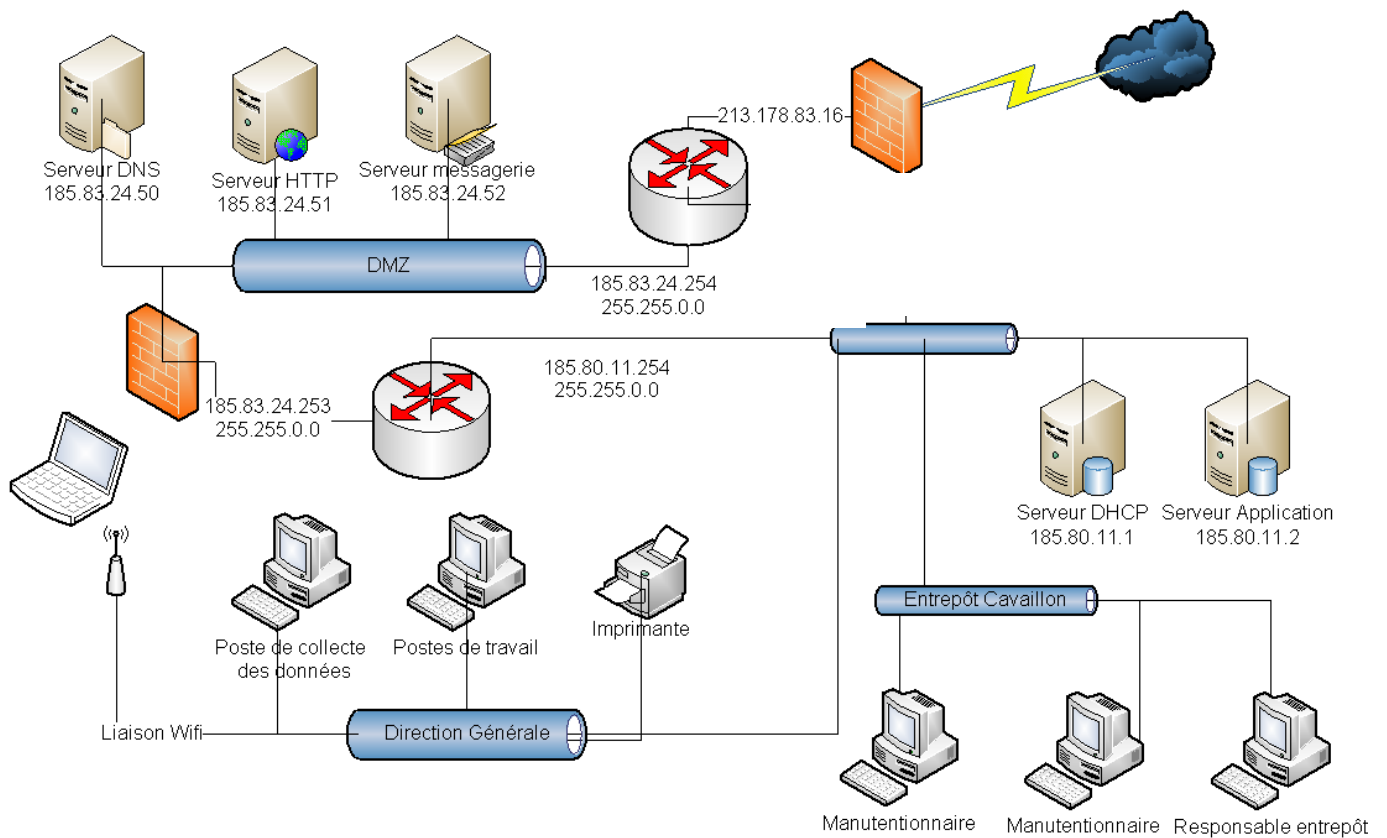 213.178.83.16
Serveur DNS
185.83.24.50
Serveur HTTP
185.83.24.51
Serveur messagerie
185.83.24.52
DMZ
185.83.24.254
255.255.0.0
185.80.11.254
255.255.0.0
185.83.24.253
255.255.0.0
Serveur DHCP
185.80.11.1
Serveur Application
185.80.11.2
Entrepôt Cavaillon
Poste de collecte
des données
Postes de travail
Imprimante
Liaison Wifi
Direction Générale
Manutentionnaire
Manutentionnaire
Responsable entrepôt